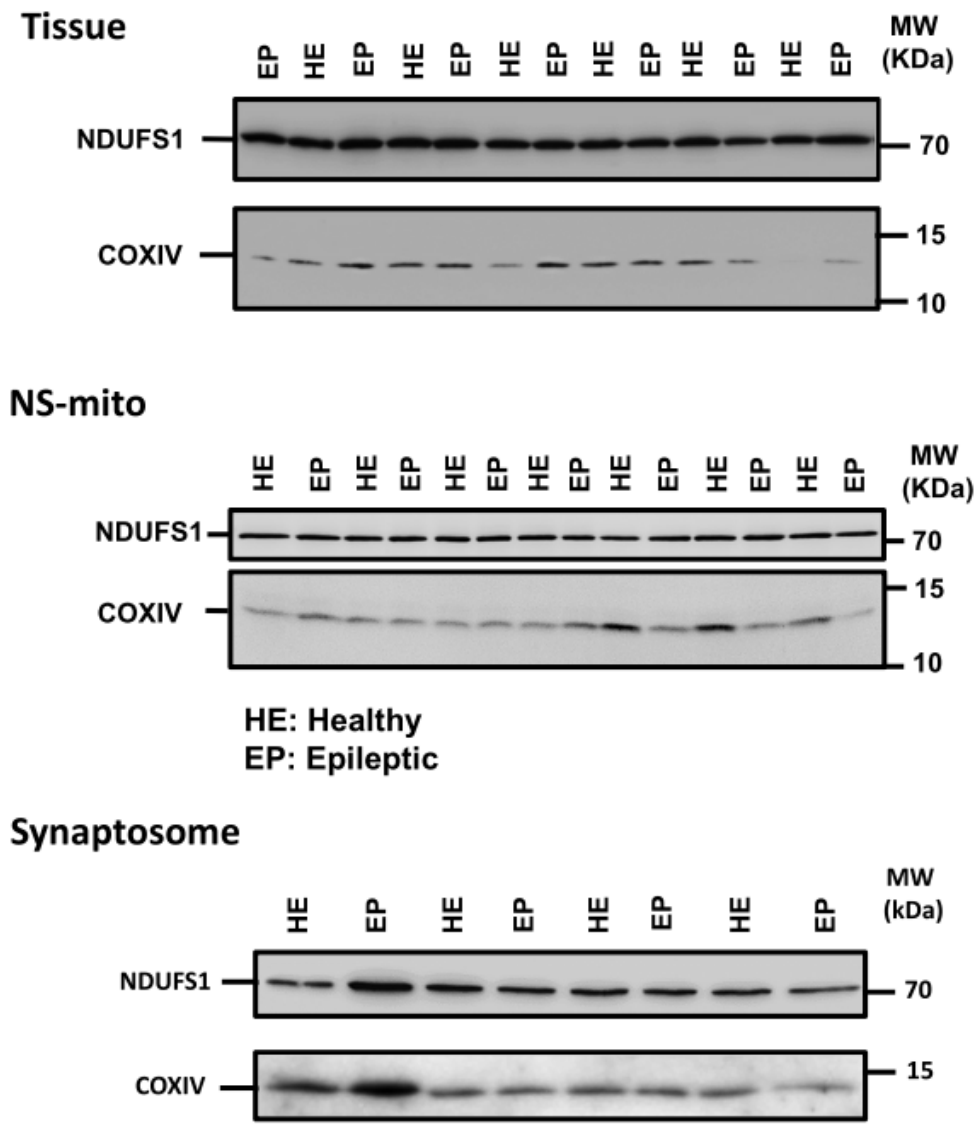 Tissue
EP HE EP HE EP HE EP HE EP HE EP HE EP
MW
(KDa)
NDUFS1
70
COXIV
15
10
NS-mito
HE EP HE EP HE EP HE EP HE EP HE EP HE EP
MW
(KDa)
NDUFS1
70
COXIV
15
10
HE: Healthy
EP: Epileptic
Synaptosome
HE EP HE EP HE EP HE EP
MW
(kDa)
NDUFS1
70
COXIV
15